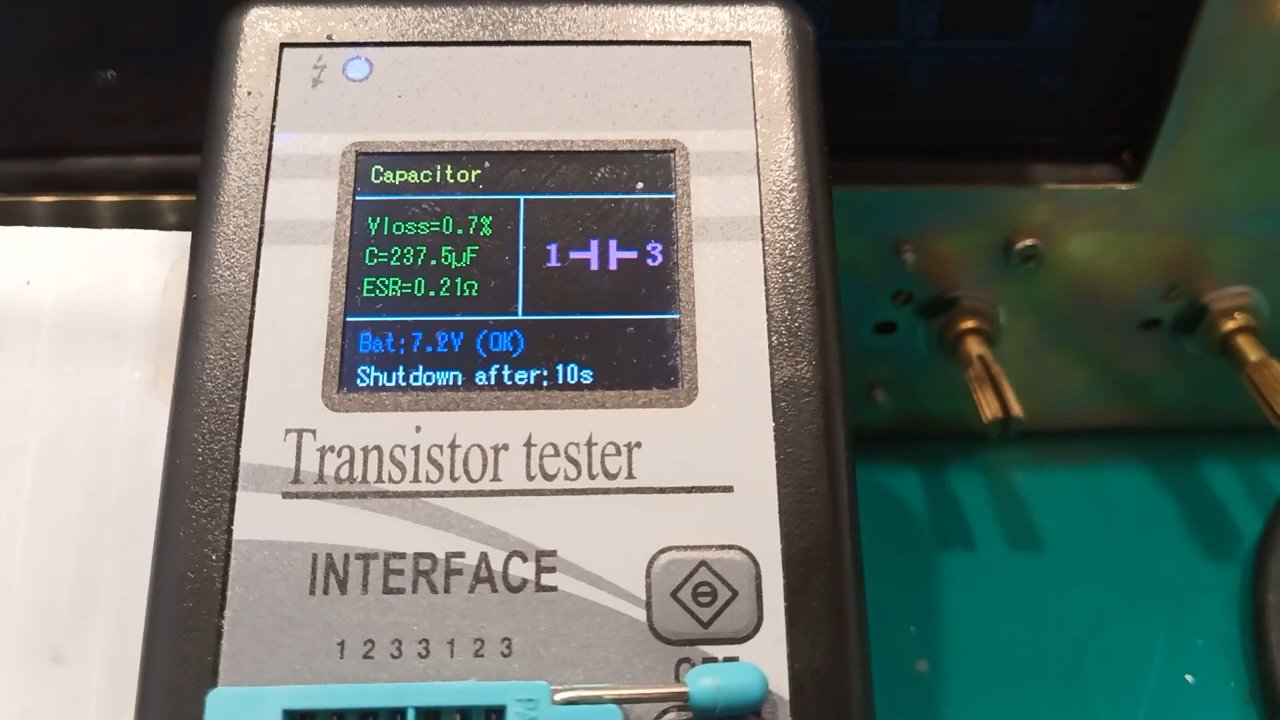 Capacitor
Vloss=0.7%
C=237.5µF
ESR=0.21Ω
1 3
Bat:7.2V (OK)
Shutdown after:10s
Transistor tester
INTERFACE
1 2 3 3 1 2 3